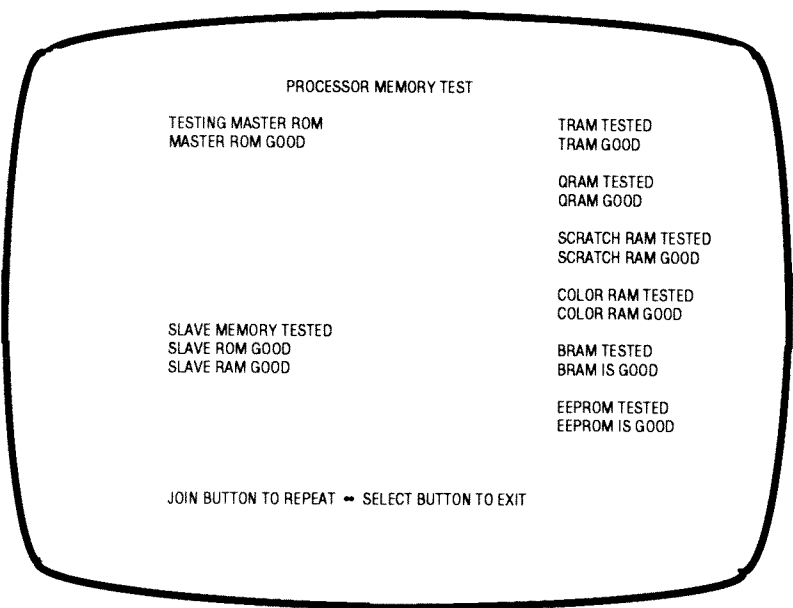 PROCESSOR MEMORY TEST
TESTING MASTER ROM
MASTER ROM GOOD
SLAVE MEMORY TESTED
SLAVE ROM GOOD
SLAVE RAM GOOD
TRAM TESTED
TRAM GOOD
QRAM TESTED
QRAM GOOD
SCRATCH RAM TESTED
SCRATCH RAM GOOD
COLOR RAM TESTED
COLOR RAM GOOD
BRAM TESTED
BRAM IS GOOD
EEPROM TESTED
EEPROM IS GOOD
JOIN BUTTON TO REPEAT -- SELECT BUTTON TO EXIT